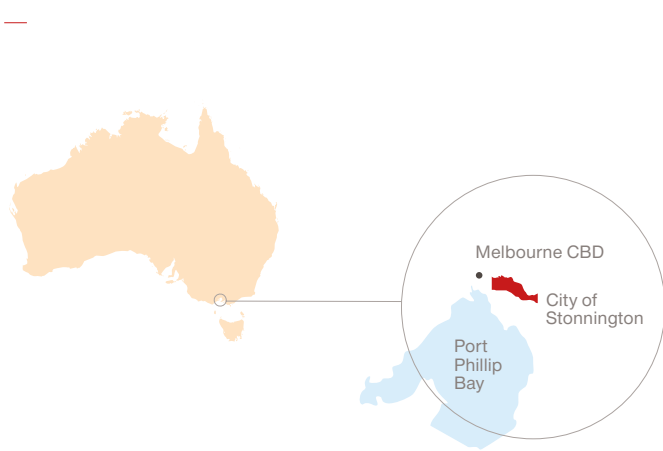 Melbourne CBD
City of
Stonnington
Port
Phillip
Bay